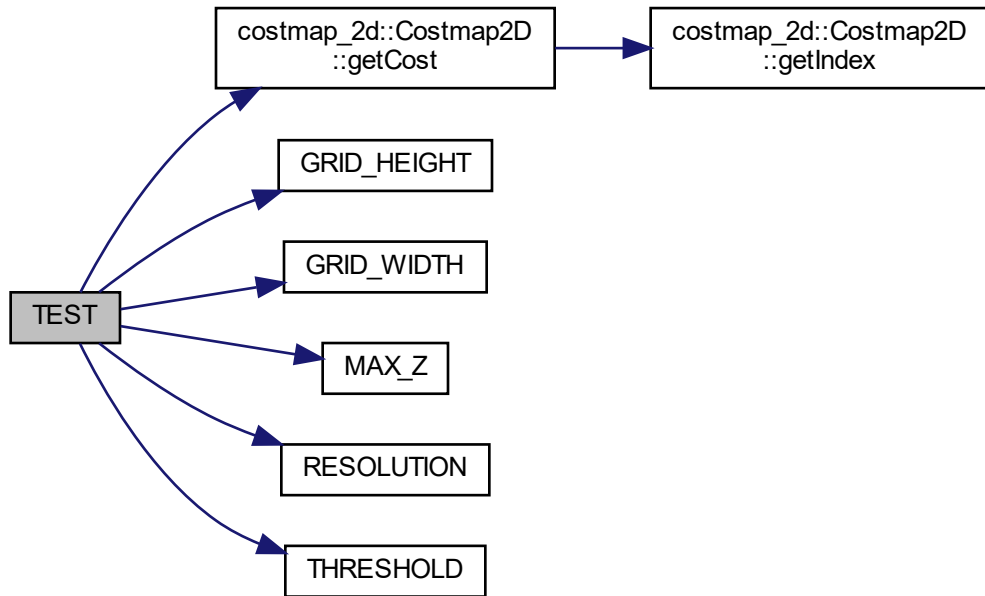 costmap_2d::Costmap2D
::getCost
costmap_2d::Costmap2D
::getIndex
GRID_HEIGHT
GRID_WIDTH
TEST
MAX_Z
RESOLUTION
THRESHOLD